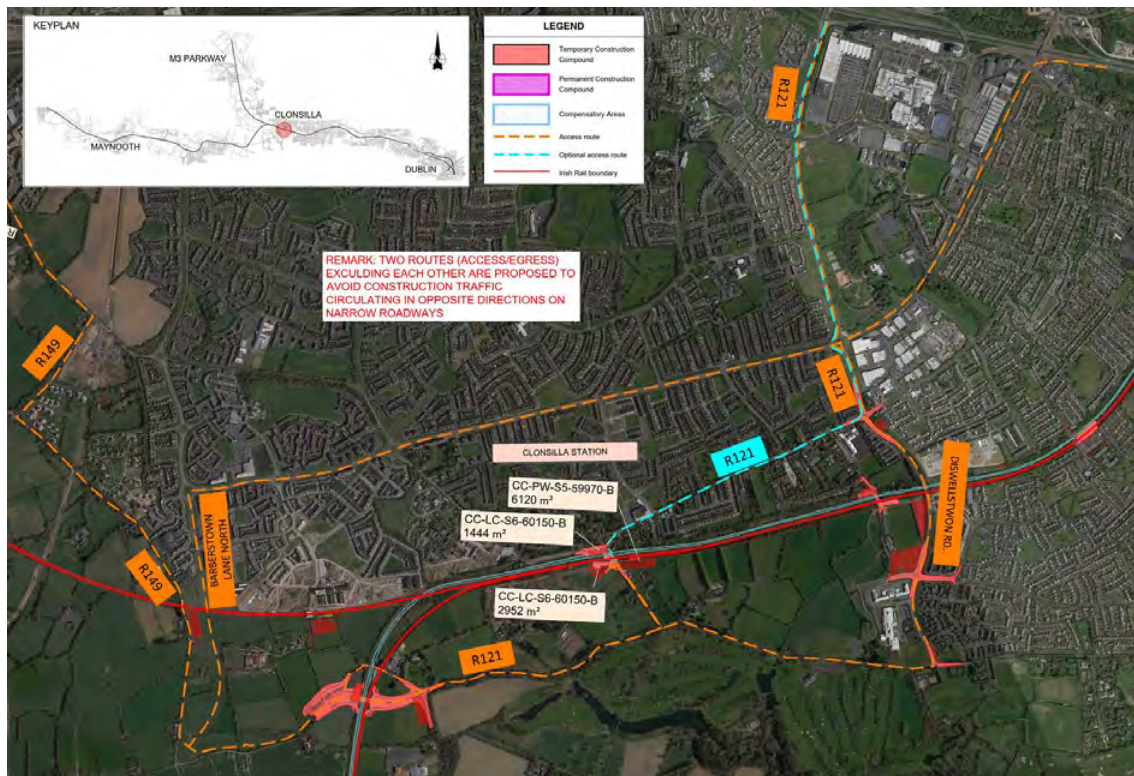 KEYPLAN
M3 PARKWAY
CLONSILLA
MAYNOOTH
DUBLIN
LEGEND
Temporary Construction
Compound
Permanent Construction
Compound
Compensatory Areas
Access route
Optional access route
Irish Rail boundary
R121
REMARK: TWO ROUTES (ACCESS/EGRESS)
EXCULDING EACH OTHER ARE PROPOSED TO
AVOID CONSTRUCTION TRAFFIC
CIRCULATING IN OPPOSITE DIRECTIONS ON
NARROW ROADWAYS
R149
R121
CLONSILLA STATION
R121
CC-PW-S5-59970-B
6120 m²
CC-LC-S6-60150-B
1444 m²
DISWELLSTWON RD.
BARBERSTOWN
LANE NORTH
R149
CC-LC-S6-60150-B
2952 m²
R121